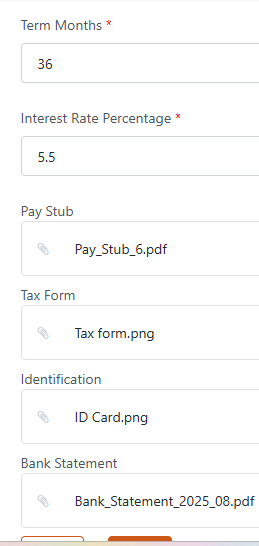 Term Months *
36
Interest Rate Percentage *
5.5
Pay Stub
Pay_Stub_6.pdf
Tax Form
Tax form.png
Identification
ID Card.png
Bank Statement
Bank_Statement_2025_08.pdf